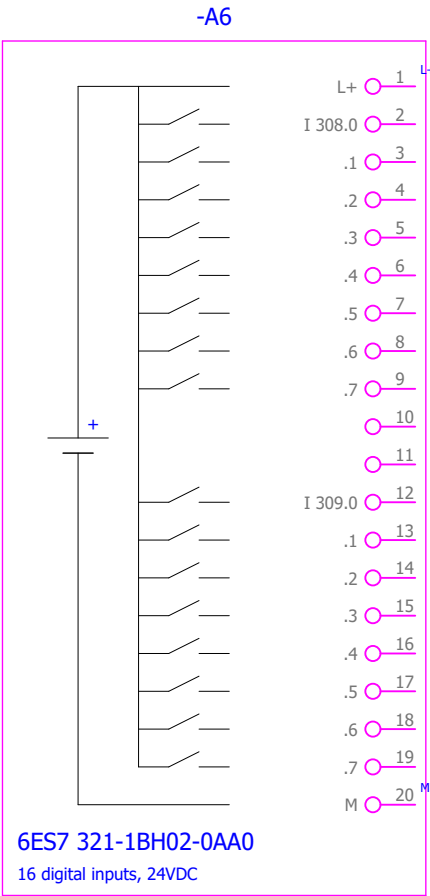 -A6
L+ 1 L+
I 308.0 2
.1 3
.2 4
.3 5
.4 6
.5 7
.6 8
.7 9
+
10
11
I 309.0 12
.1 13
.2 14
.3 15
.4 16
.5 17
.6 18
.7 19
M 20 M
6ES7 321-1BH02-0AA0
16 digital inputs, 24VDC